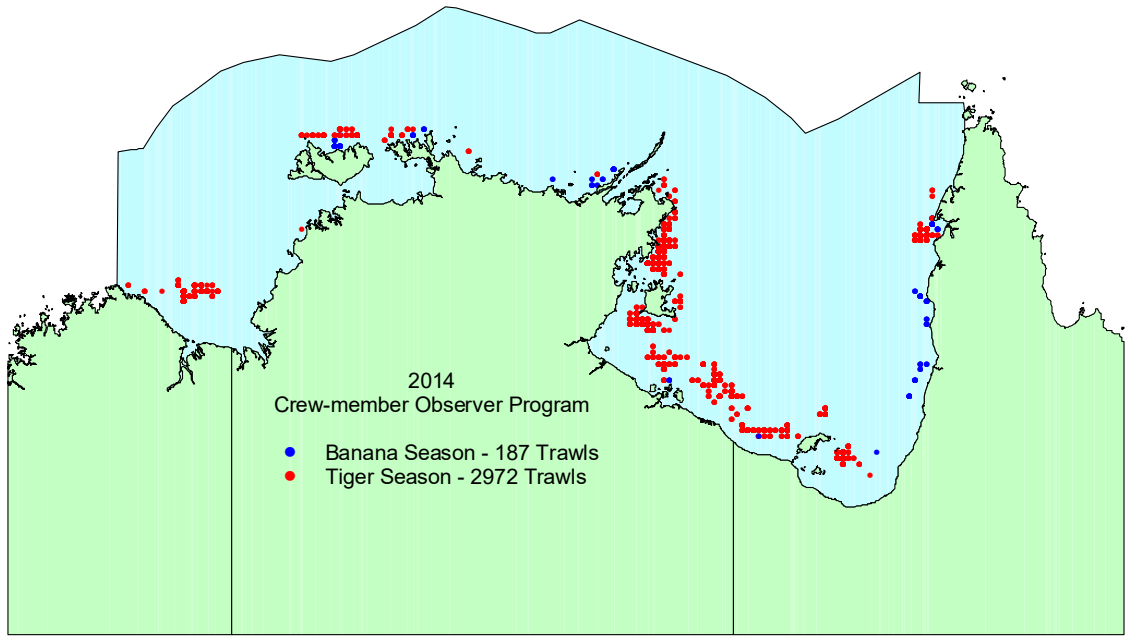 2014
Crew-member Observer Program
Banana Season - 187 Trawls
Tiger Season - 2972 Trawls